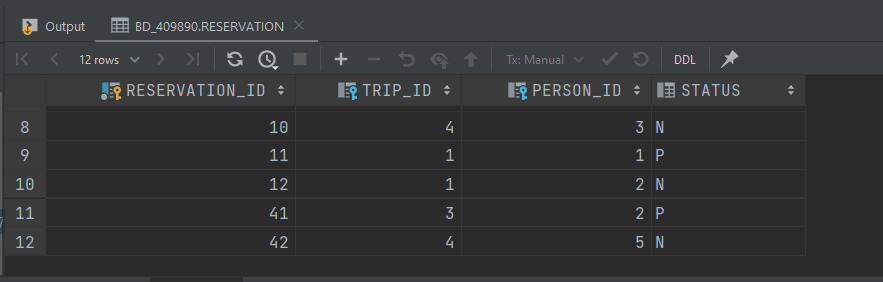 Output BD_409890.RESERVATION
12 rows Tx: Manual DDL
RESERVATION_ID TRIP_ID PERSON_ID STATUS
8 10 4 3 N
9 11 1 1 P
10 12 1 2 N
11 41 3 2 P
12 42 4 5 N